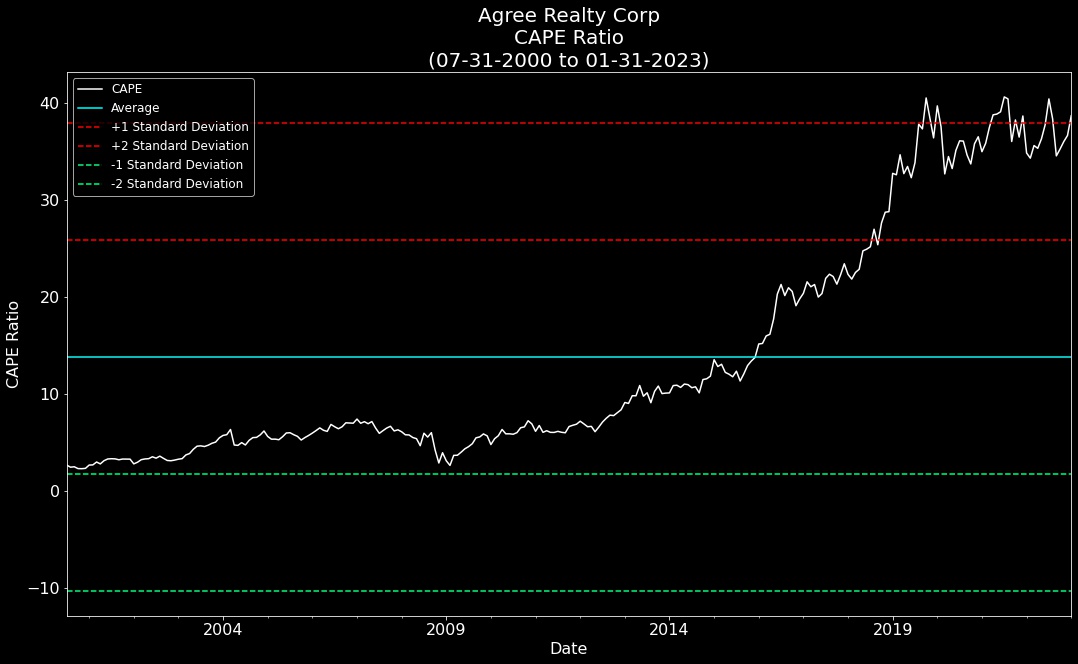 Agree Realty Corp
CAPE Ratio
(07-31-2000 to 01-31-2023)
CAPE
Average
+1 Standard Deviation
+2 Standard Deviation
-1 Standard Deviation
-2 Standard Deviation
40
30
20
10
0
−10
CAPE Ratio
2004
2009
2014
2019
Date